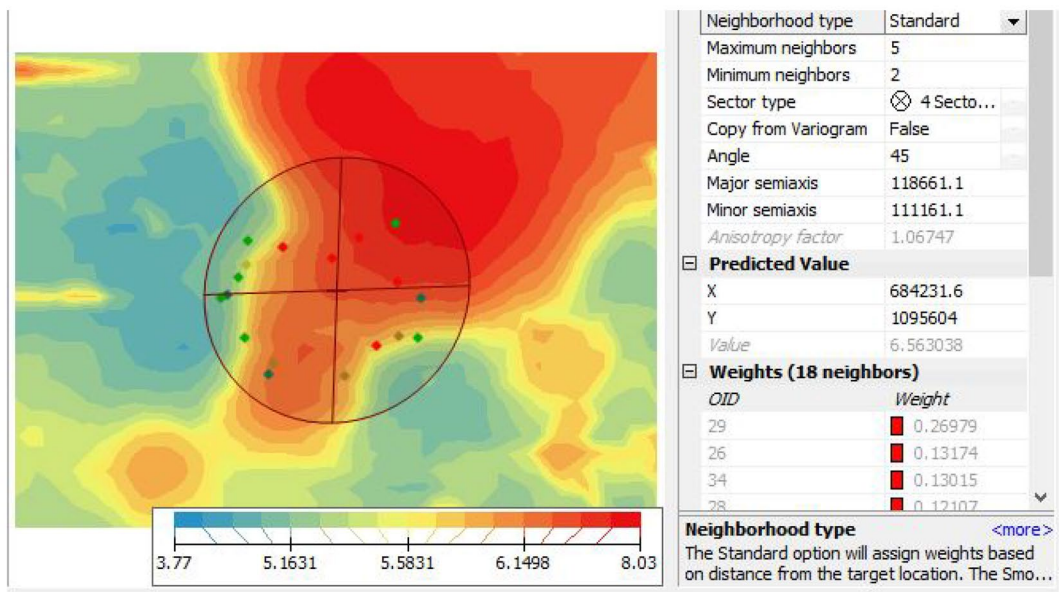 Neighborhood type Standard
Maximum neighbors 5
Minimum neighbors 2
Sector type 4 Secto...
Copy from Variogram False
Angle 45
Major semiaxis 118661.1
Minor semiaxis 111161.1
Anisotropy factor 1.06747
Predicted Value
X 684231.6
Y 1095604
Value 6.563038
Weights (18 neighbors)
OID Weight
29 0.26979
26 0.13174
34 0.13015
28 0.12107
3.77 5.1631 5.5831 6.1498 8.03
Neighborhood type <more>
The Standard option will assign weights based
on distance from the target location. The Smo...